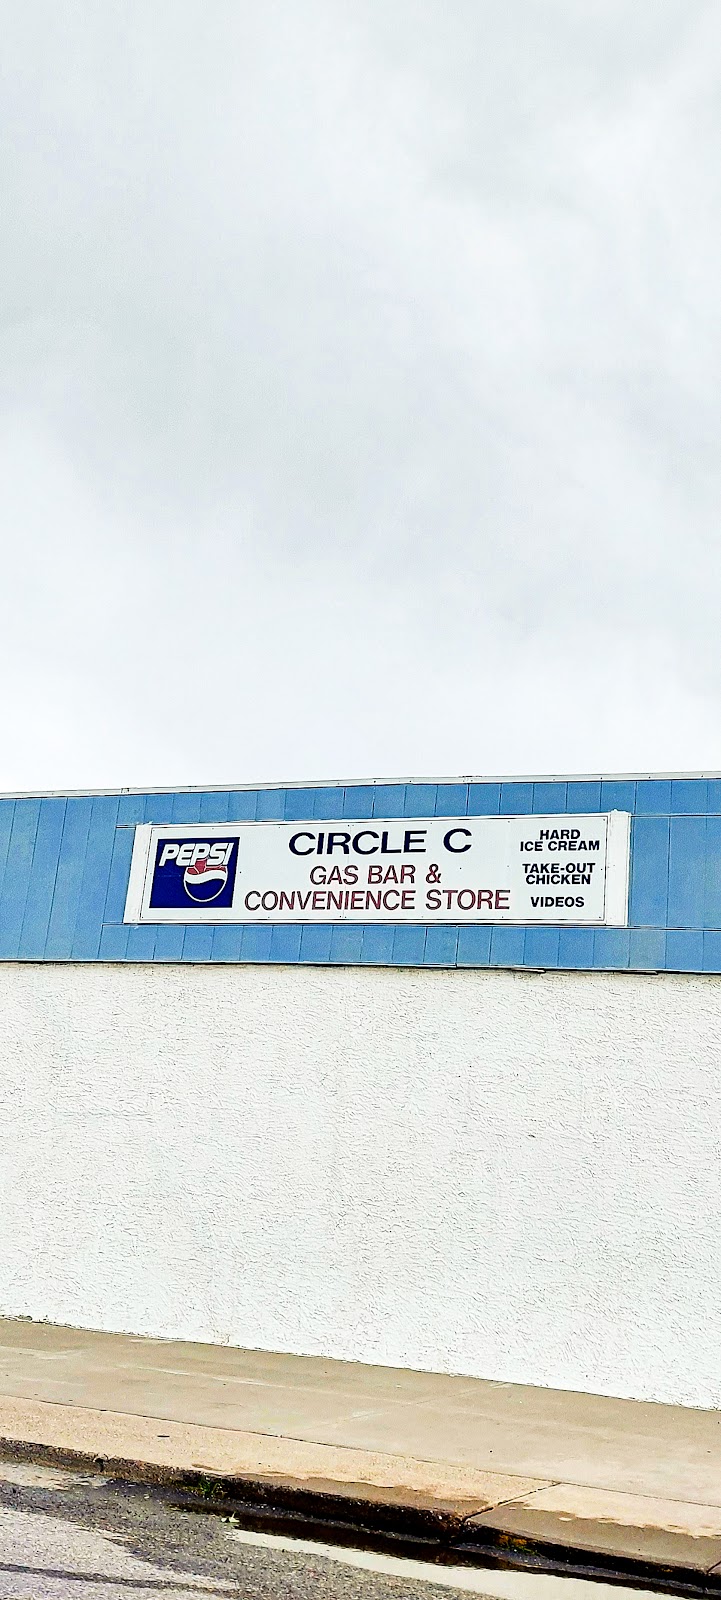 PEPSI
CIRCLE C
GAS BAR &
CONVENIENCE STORE
HARD
ICE CREAM
TAKE-OUT
CHICKEN
VIDEOS